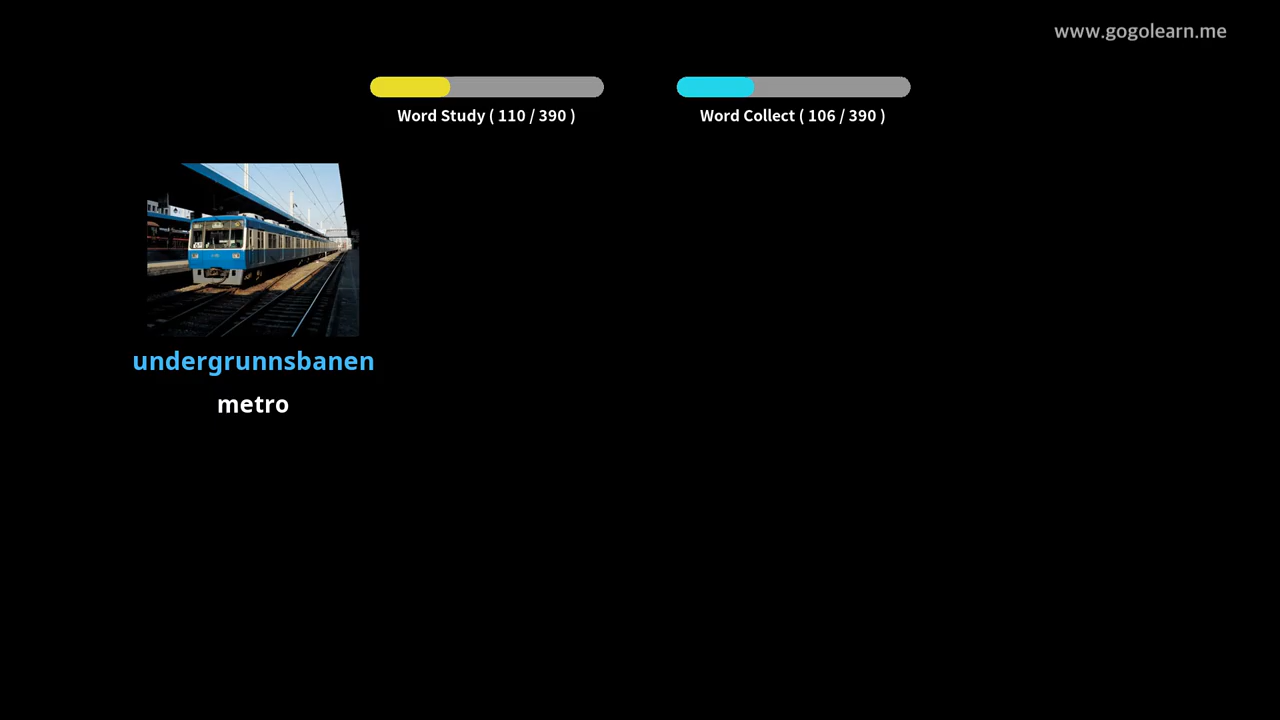 www.gogolearn.me
Word Study ( 110 / 390 )
Word Collect ( 106 / 390 )
undergrunnsbanen
metro